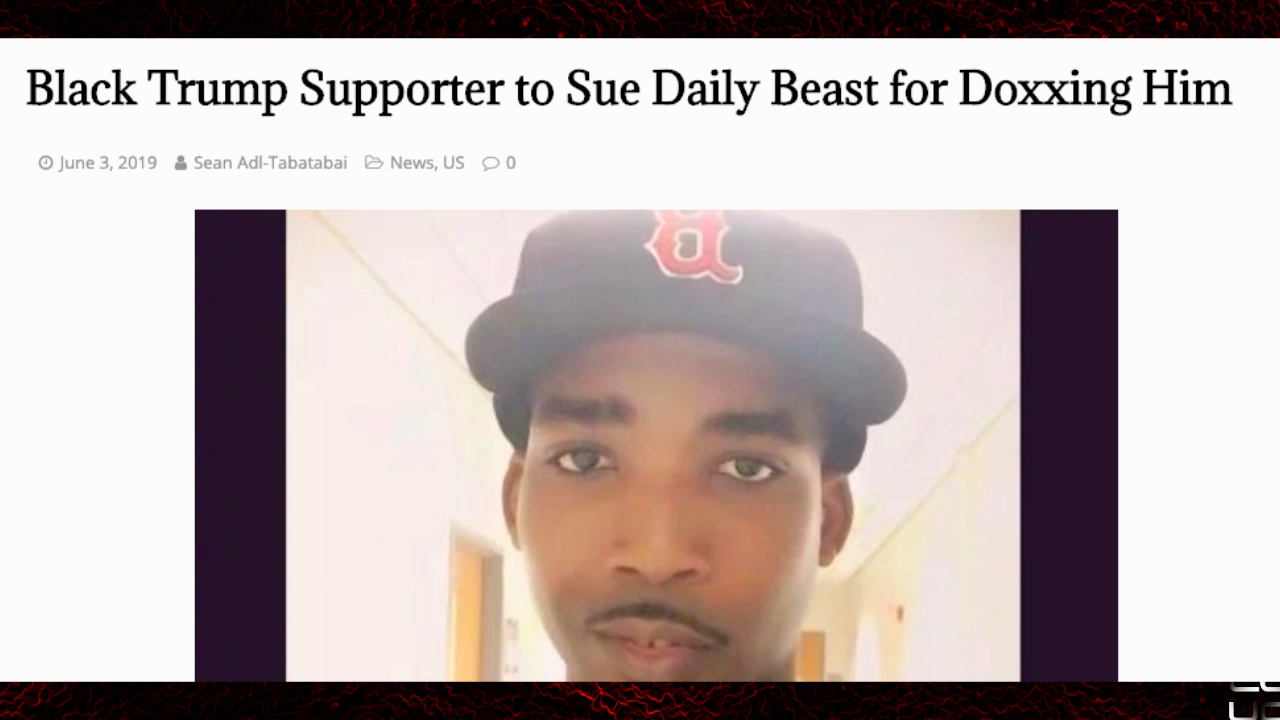 Black Trump Supporter to Sue Daily Beast for Doxxing Him
June 3, 2019 Sean Adl-Tabatabai News, US 0
B